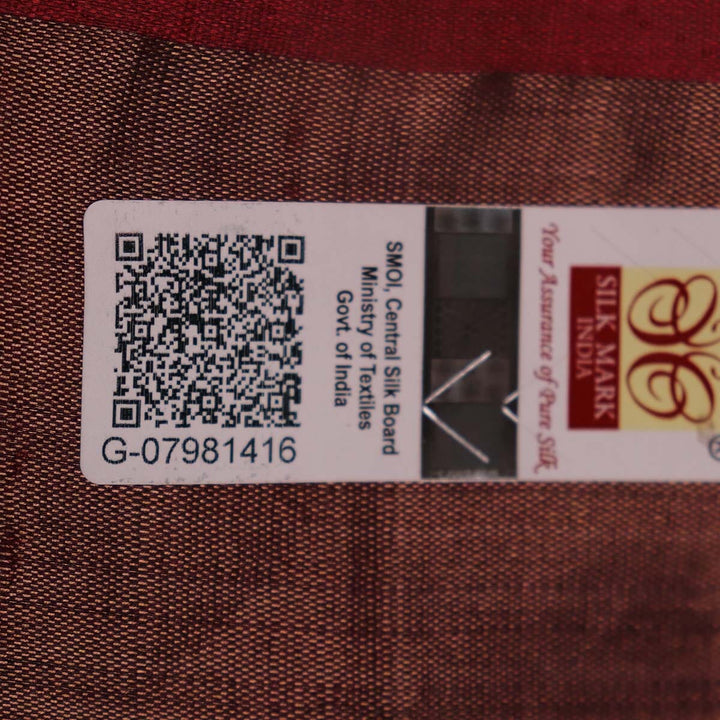 G-07981416
SMOI, Central Silk Board
Ministry of Textiles
Govt. of India
Your Assurance of Pure Silk
SILK MARK
INDIA
®